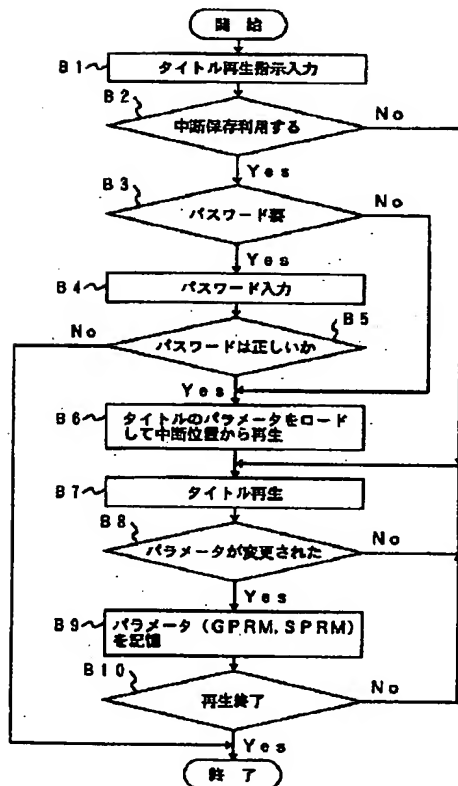 開始
B1
タイトル再生指示入力
B2
中断保存利用する
No
Yes
B3
パスワード要
No
Yes
B4
パスワード入力
B5
No
パスワードは正しいか
Yes
B6
タイトルのパラメータをロード
して中断位置から再生
B7
タイトル再生
B8
パラメータが変更された
No
Yes
B9
パラメータ(GPRM,SPRM)
を記憶
B10
再生終了
No
Yes
終了